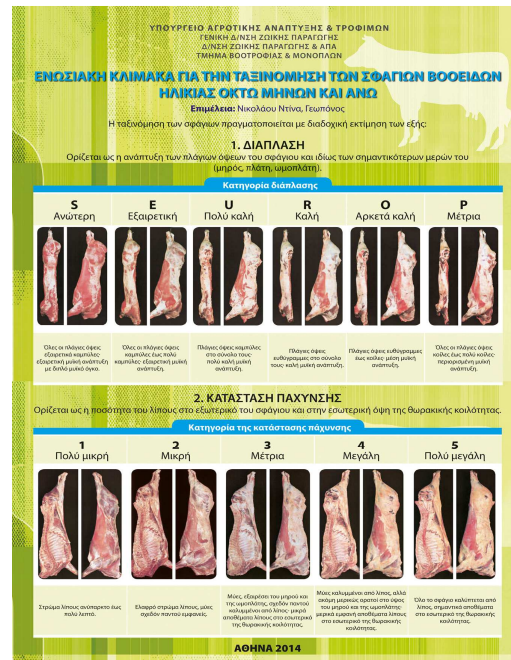 ΥΠΟΥΡΓΕΙΟ ΑΓΡΟΤΙΚΗΣ ΑΝΑΠΤΥΞΗΣ & ΤΡΟΦΙΜΩΝ
ΓΕΝΙΚΗ Δ/ΝΣΗ ΖΩΙΚΗΣ ΠΑΡΑΓΩΓΗΣ
Δ/ΝΣΗ ΖΩΙΚΗΣ ΠΑΡΑΓΩΓΗΣ & ΑΠΑ
ΤΜΗΜΑ ΒΟΟΤΡΟΦΙΑΣ & ΜΟΝΟΠΛΩΝ
ΕΝΩΣΙΑΚΗ ΚΛΙΜΑΚΑ ΓΙΑ ΤΗΝ ΤΑΞΙΝΟΜΗΣΗ ΤΩΝ ΣΦΑΓΙΩΝ ΒΟΟΕΙΔΩΝ
ΗΛΙΚΙΑΣ ΟΚΤΩ ΜΗΝΩΝ ΚΑΙ ΑΝΩ
Επιμέλεια: Νικολάου Ντίνα, Γεωπόνος
Η ταξινόμηση των σφάγιων πραγματοποιείται με διαδοχική εκτίμηση των εξής:
1. ΔΙΑΠΛΑΣΗ
Ορίζεται ως η ανάπτυξη των πλάγιων όψεων του σφάγιου και ιδίως των σημαντικότερων μερών του
(μηρός, πλάτη, ωμοπλάτη).
Κατηγορία διάπλασης
S E U R O P
Ανώτερη Εξαιρετική Πολύ καλή Καλή Αρκετά καλή Μέτρια
Όλες οι πλάγιες όψεις
εξαιρετικά καμπύλες·
εξαιρετική μυϊκή ανάπτυξη
με διπλό μυϊκό όγκο.
Όλες οι πλάγιες όψεις
καμπύλες έως πολύ
καμπύλες· εξαιρετική μυϊκή
ανάπτυξη.
Πλάγιες όψεις καμπύλες
στο σύνολο τους·
πολύ καλή μυϊκή
ανάπτυξη.
Πλάγιες όψεις
ευθύγραμμες στο σύνολο
τους· καλή μυϊκή ανάπτυξη.
Πλάγιες όψεις ευθύγραμμες
έως κοίλες· μέση μυϊκή
ανάπτυξη.
Όλες οι πλάγιες όψεις
κοίλες έως πολύ κοίλες·
περιορισμένη μυϊκή
ανάπτυξη.
2. ΚΑΤΑΣΤΑΣΗ ΠΑΧΥΝΣΗΣ
Ορίζεται ως η ποσότητα του λίπους στο εξωτερικό του σφάγιου και στην εσωτερική όψη της θωρακικής κοιλότητας.
Κατηγορία της κατάστασης πάχυνσης
1 2 3 4 5
Πολύ μικρή Μικρή Μέτρια Μεγάλη Πολύ μεγάλη
Στρώμα λίπους ανύπαρκτο έως
πολύ λεπτό.
Ελαφρό στρώμα λίπους, μύες
σχεδόν παντού εμφανείς.
Μύες, εξαιρέσει του μηρού και
της ωμοπλάτης, σχεδόν παντού
καλυμμένοι από λίπος· μικρά
αποθέματα λίπους στο εσωτερικό
της θωρακικής κοιλότητας.
Μύες καλυμμένοι από λίπος, αλλά
ακόμη μερικώς ορατοί στο ύψος
του μηρού και της ωμοπλάτης·
μερικά εμφανή αποθέματα λίπους
στο εσωτερικό της θωρακικής
κοιλότητας.
Όλο το σφάγιο καλύπτεται από
λίπος, σημαντικά αποθέματα
στο εσωτερικό της θωρακικής
κοιλότητας.
ΑΘΗΝΑ 2014